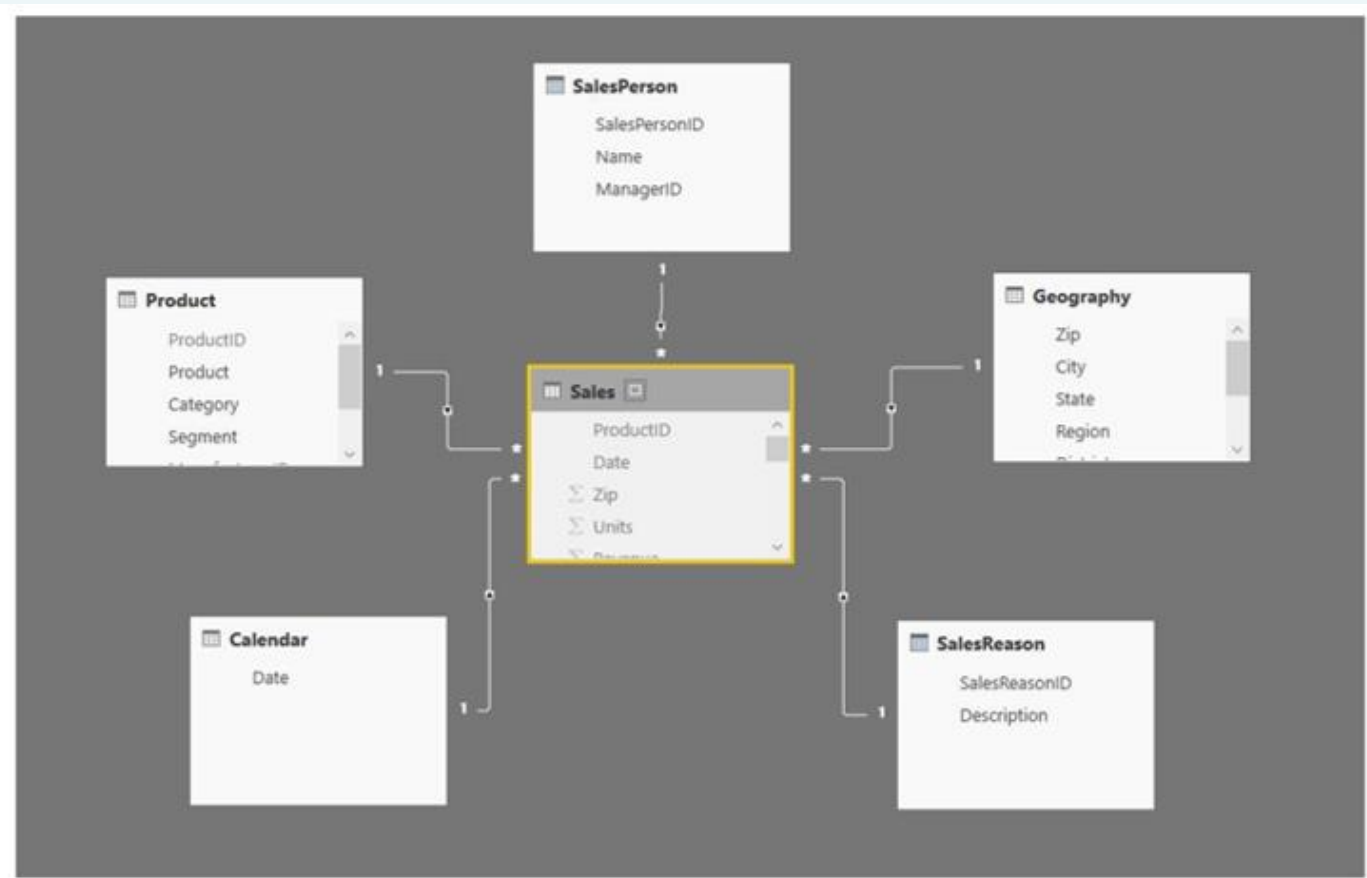 SalesPerson
SalesPersonID
Name
ManagerID
1
*
Product
ProductID
Product
Category
Segment
1
*
Geography
Zip
City
State
Region
1
*
Sales
ProductID
Date
Σ Zip
Σ Units
Calendar
Date
1
*
SalesReason
SalesReasonID
Description
1
*